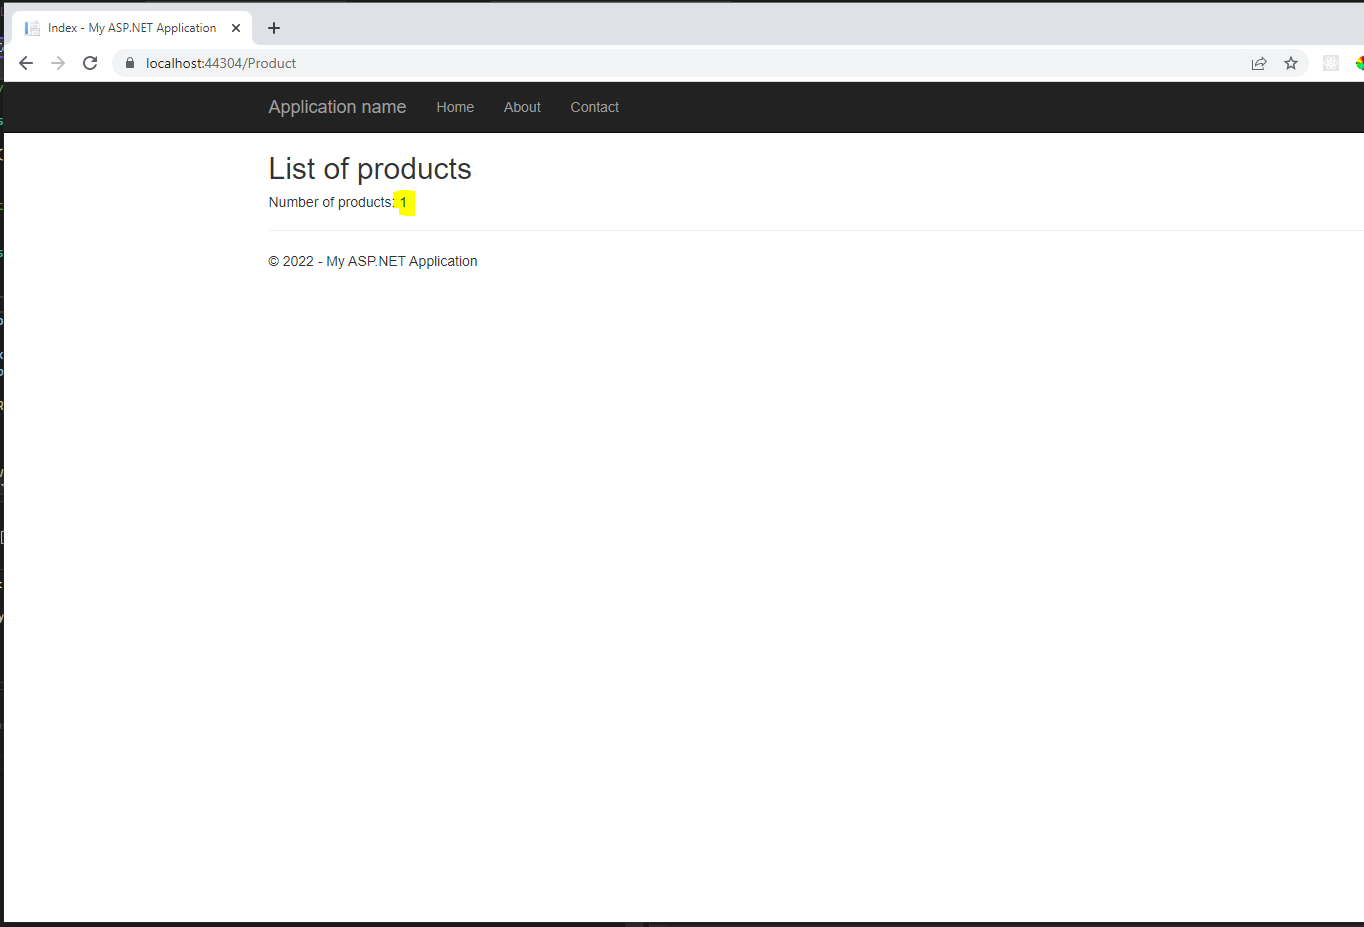 Index - My ASP.NET Application
localhost:44304/Product
Application name Home About Contact
List of products
Number of products: 1
© 2022 - My ASP.NET Application